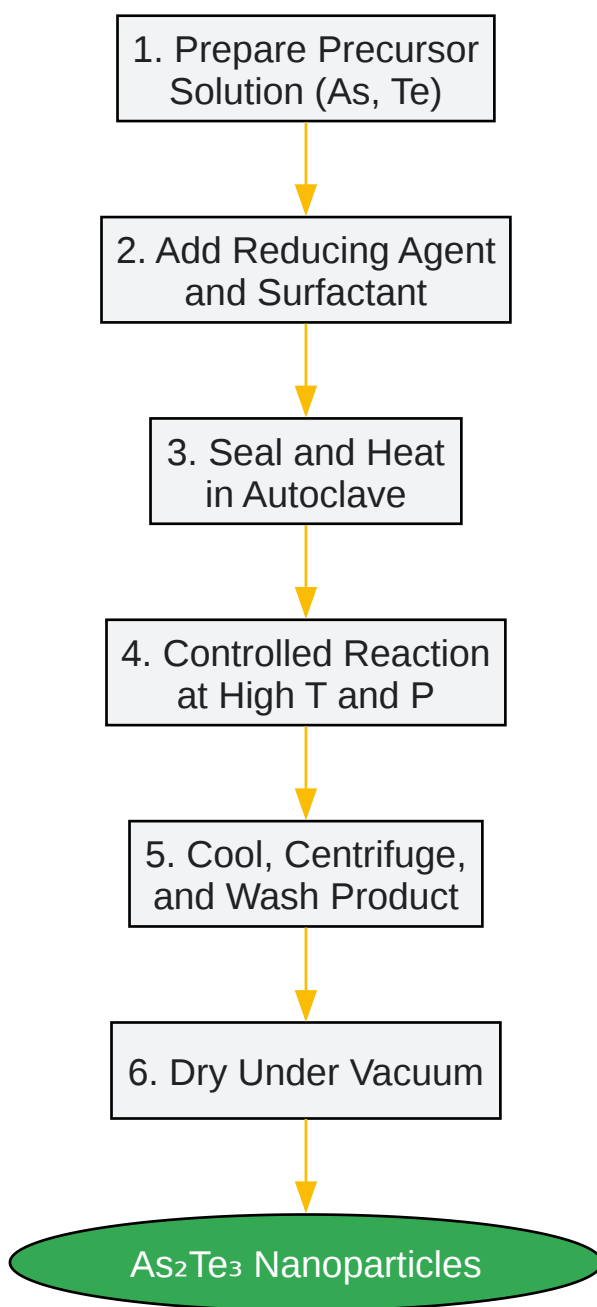 1. Prepare Precursor
Solution (As, Te)
2. Add Reducing Agent
and Surfactant
3. Seal and Heat
in Autoclave
4. Controlled Reaction
at High T and P
5. Cool, Centrifuge,
and Wash Product
6. Dry Under Vacuum
As₂Te₃ Nanoparticles